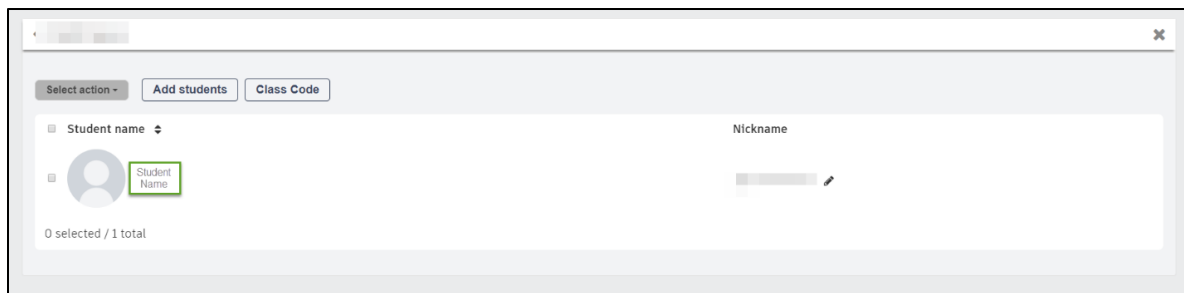 Select action
Add students
Class Code
Student name
Nickname
Student
Name
0 selected / 1 total